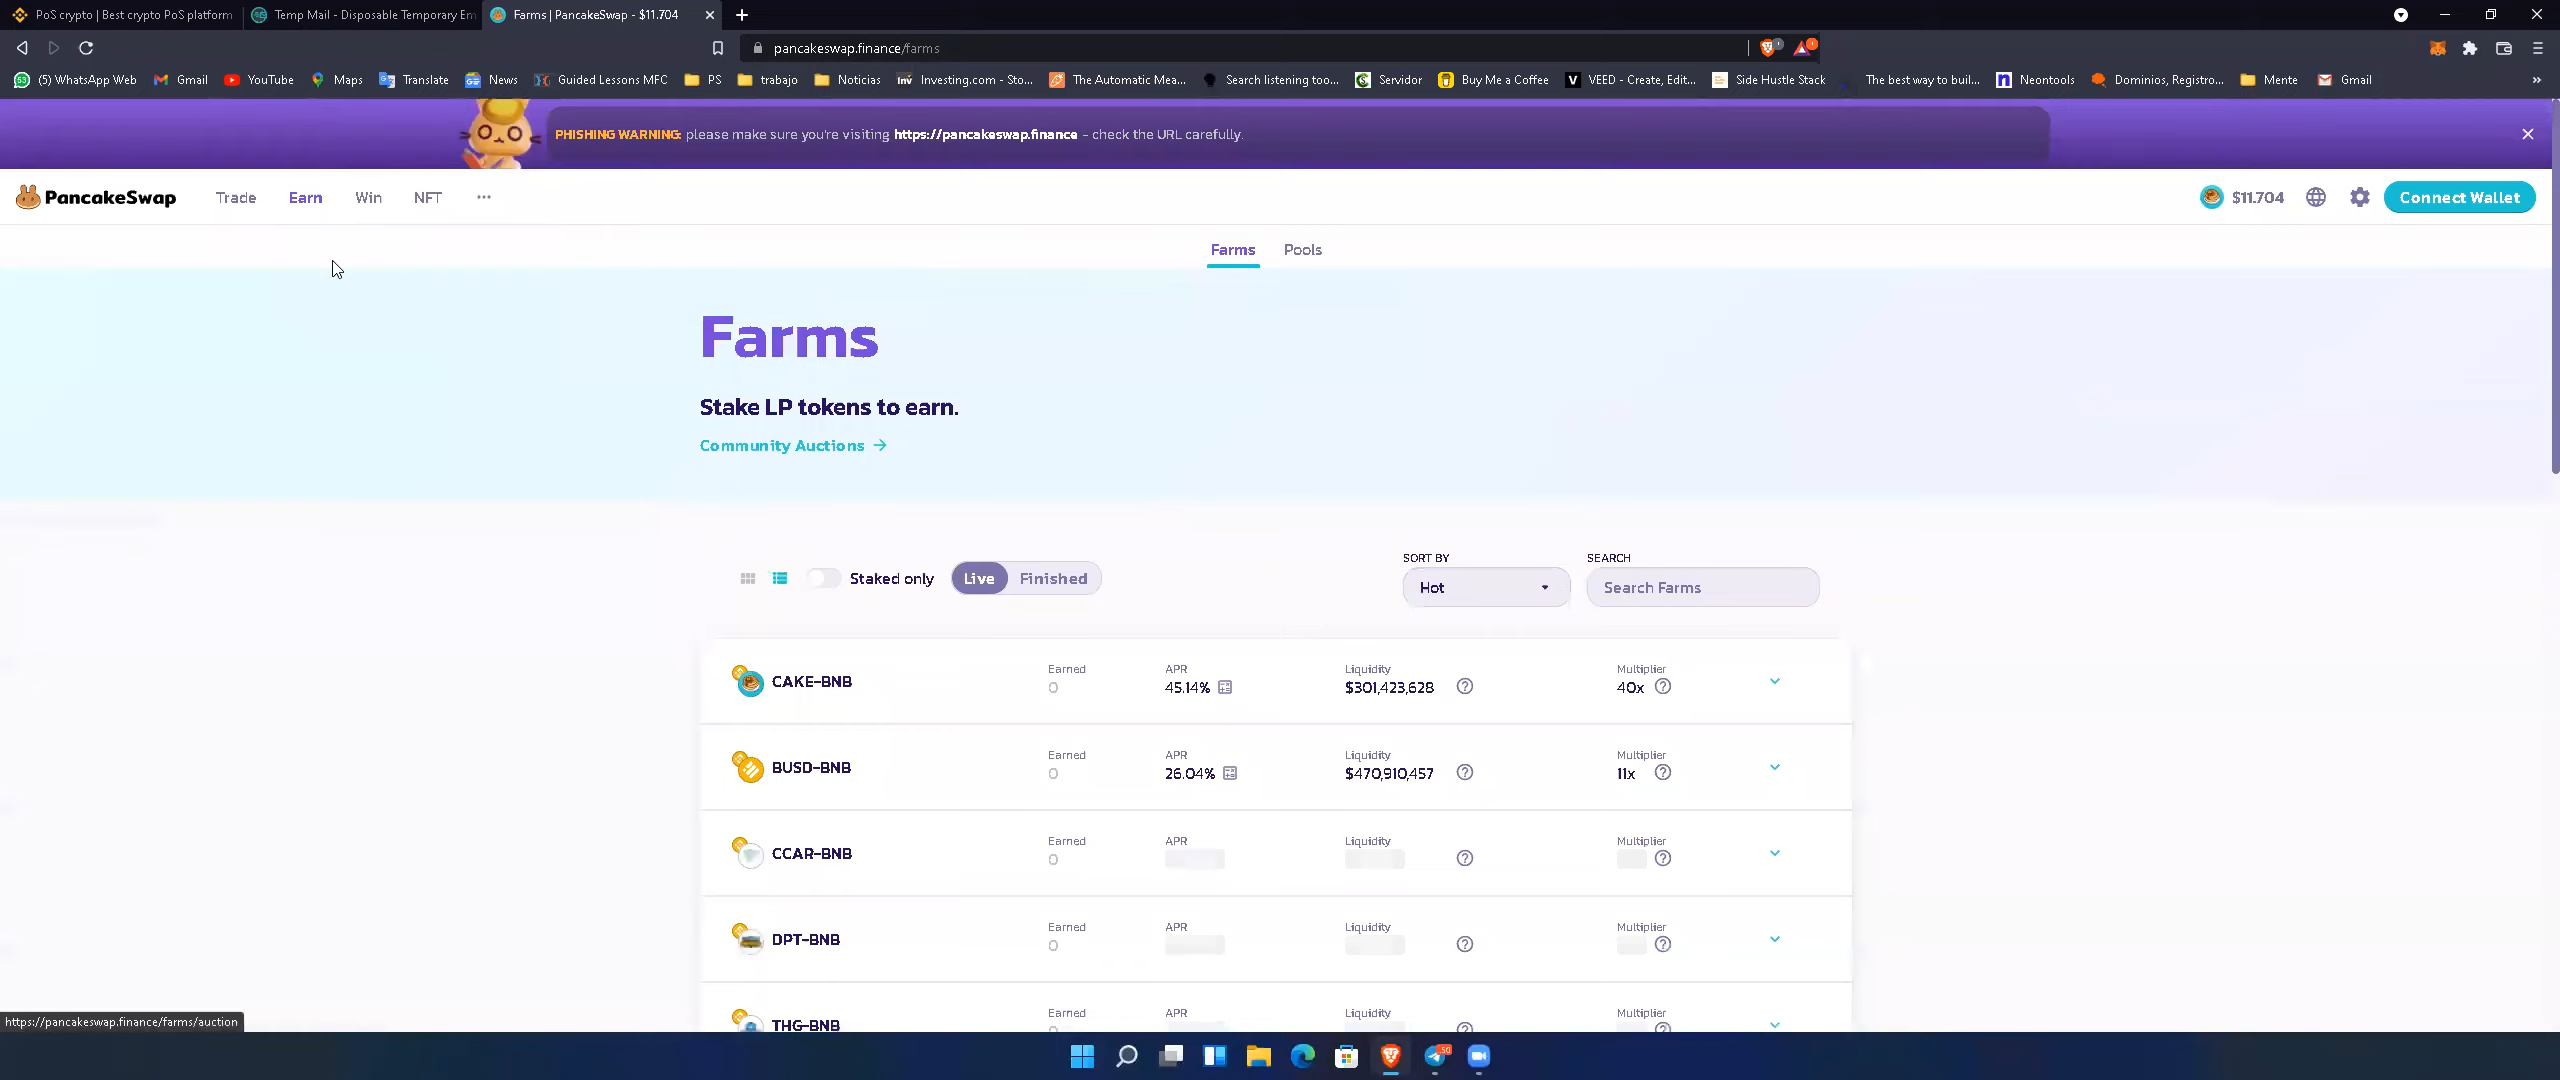 PoS crypto | Best crypto PoS platform
Temp Mail - Disposable Temporary Em
Farms | PancakeSwap - $11.704
pancakeswap.finance/farms
(5) WhatsApp Web
Gmail
YouTube
Maps
Translate
News
Guided Lessons MFC
PS
trabajo
Noticias
Investing.com - Sto...
The Automatic Mea...
Search listening too...
Servidor
Buy Me a Coffee
VEED - Create, Edit...
Side Hustle Stack
The best way to buil...
Neontools
Dominios, Registro...
Mente
Gmail
PHISHING WARNING: please make sure you're visiting https://pancakeswap.finance - check the URL carefully.
PancakeSwap
Trade
Earn
Win
NFT
$11.704
Connect Wallet
Farms
Pools
Farms
Stake LP tokens to earn.
Community Auctions
Staked only
Live
Finished
SORT BY
Hot
SEARCH
Search Farms
CAKE-BNB
Earned
0
APR
45.14%
Liquidity
$301,423,628
Multiplier
40x
BUSD-BNB
Earned
0
APR
26.04%
Liquidity
$470,910,457
Multiplier
11x
CCAR-BNB
Earned
0
APR
Liquidity
Multiplier
DPT-BNB
Earned
0
APR
Liquidity
Multiplier
THG-BNB
Earned
0
APR
Liquidity
Multiplier
https://pancakeswap.finance/farms/auction
50